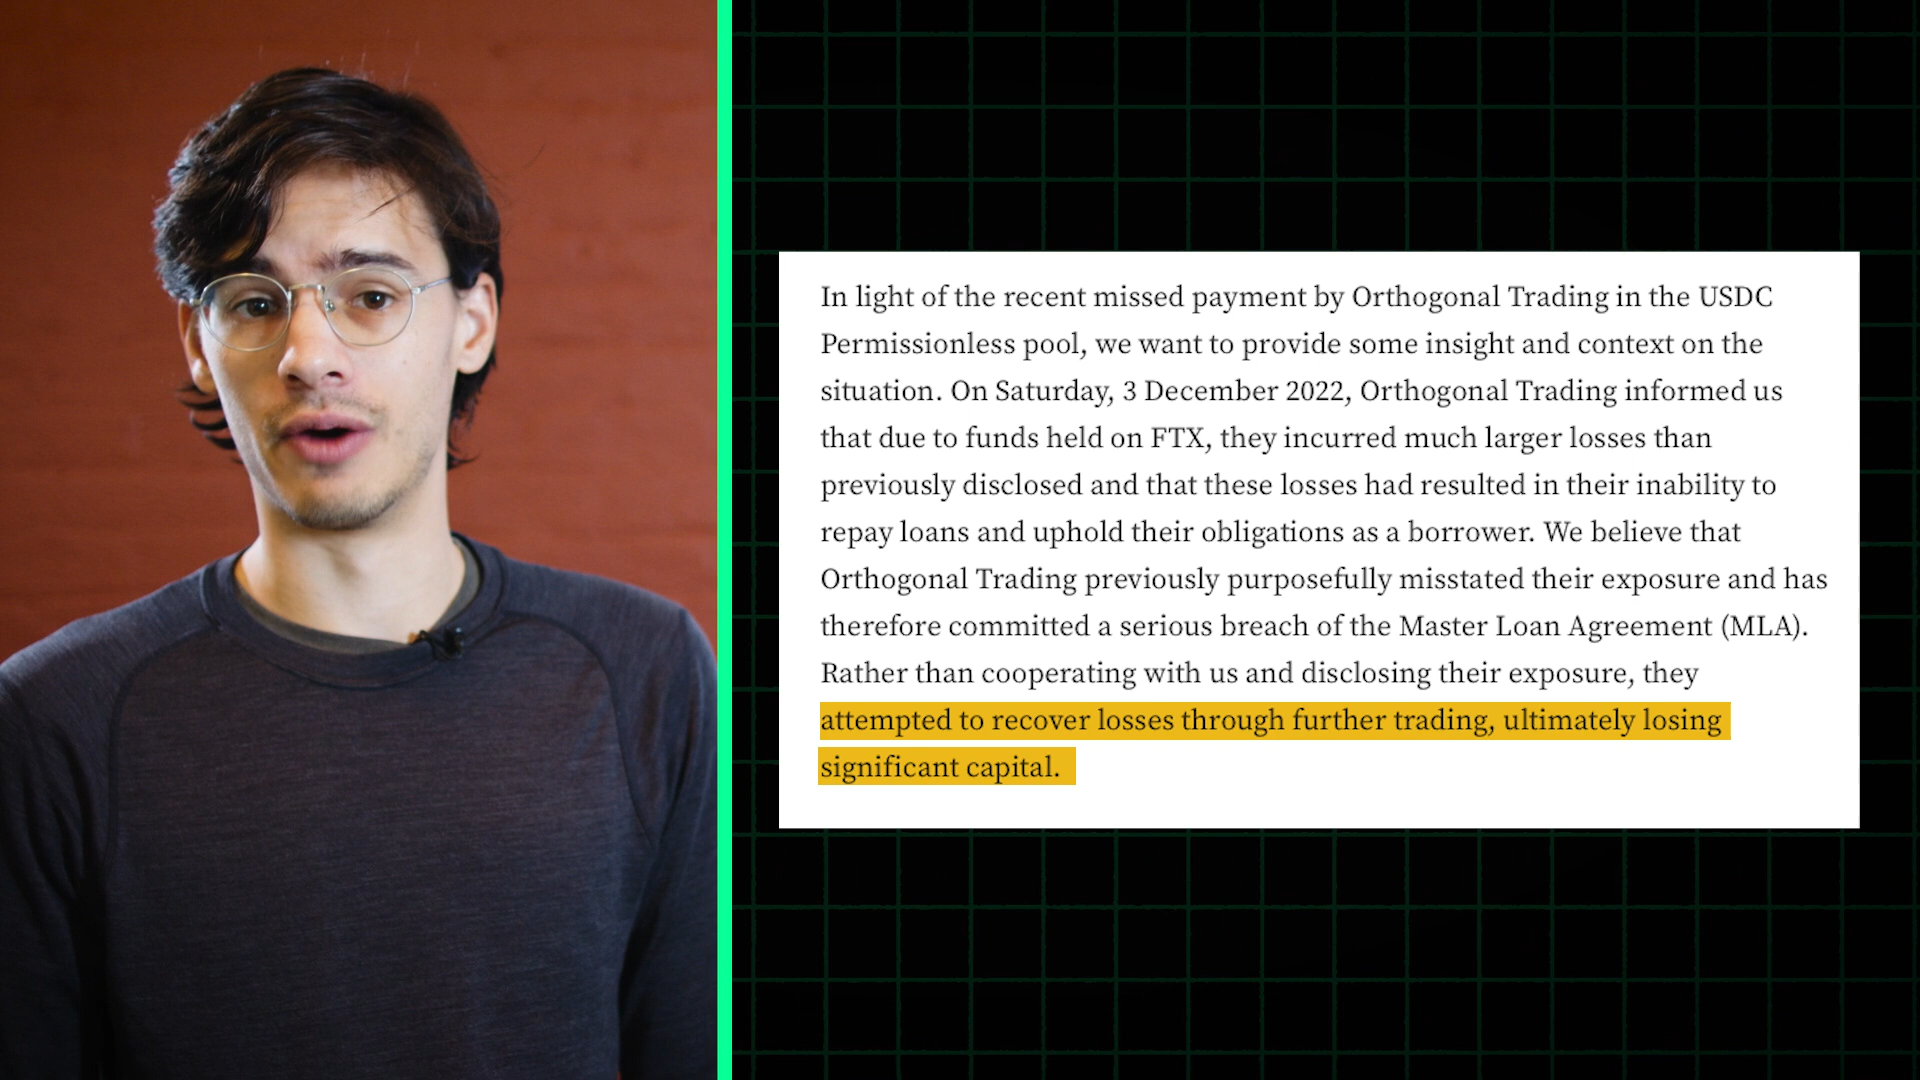 In light of the recent missed payment by Orthogonal Trading in the USDC
Permissionless pool, we want to provide some insight and context on the
situation. On Saturday, 3 December 2022, Orthogonal Trading informed us
that due to funds held on FTX, they incurred much larger losses than
previously disclosed and that these losses had resulted in their inability to
repay loans and uphold their obligations as a borrower. We believe that
Orthogonal Trading previously purposefully misstated their exposure and has
therefore committed a serious breach of the Master Loan Agreement (MLA).
Rather than cooperating with us and disclosing their exposure, they
attempted to recover losses through further trading, ultimately losing
significant capital.